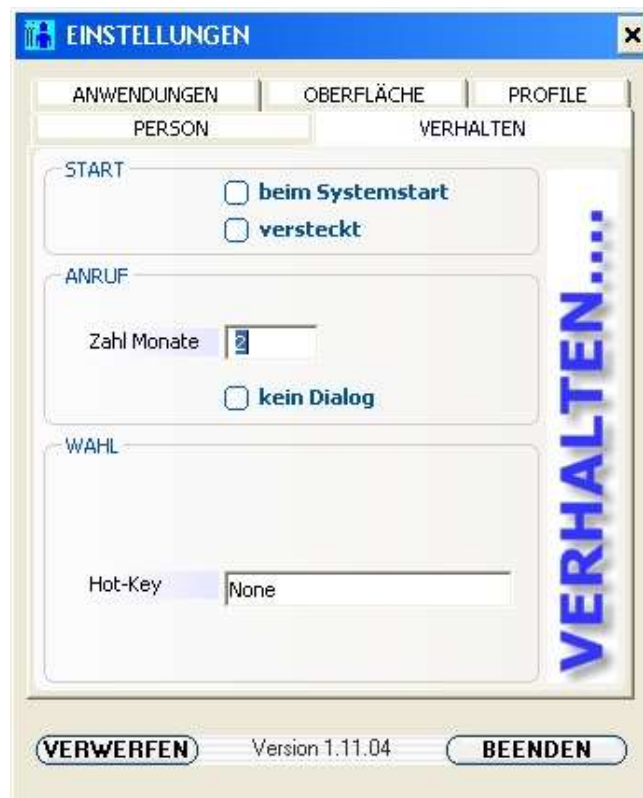 EINSTELLUNGEN
ANWENDUNGEN OBERFLÄCHE PROFILE
PERSON VERHALTEN
START
beim Systemstart
versteckt
ANRUF
Zahl Monate 2
kein Dialog
WAHL
Hot-Key None
VERHALTEN....
VERWERFEN Version 1.11.04 BEENDEN